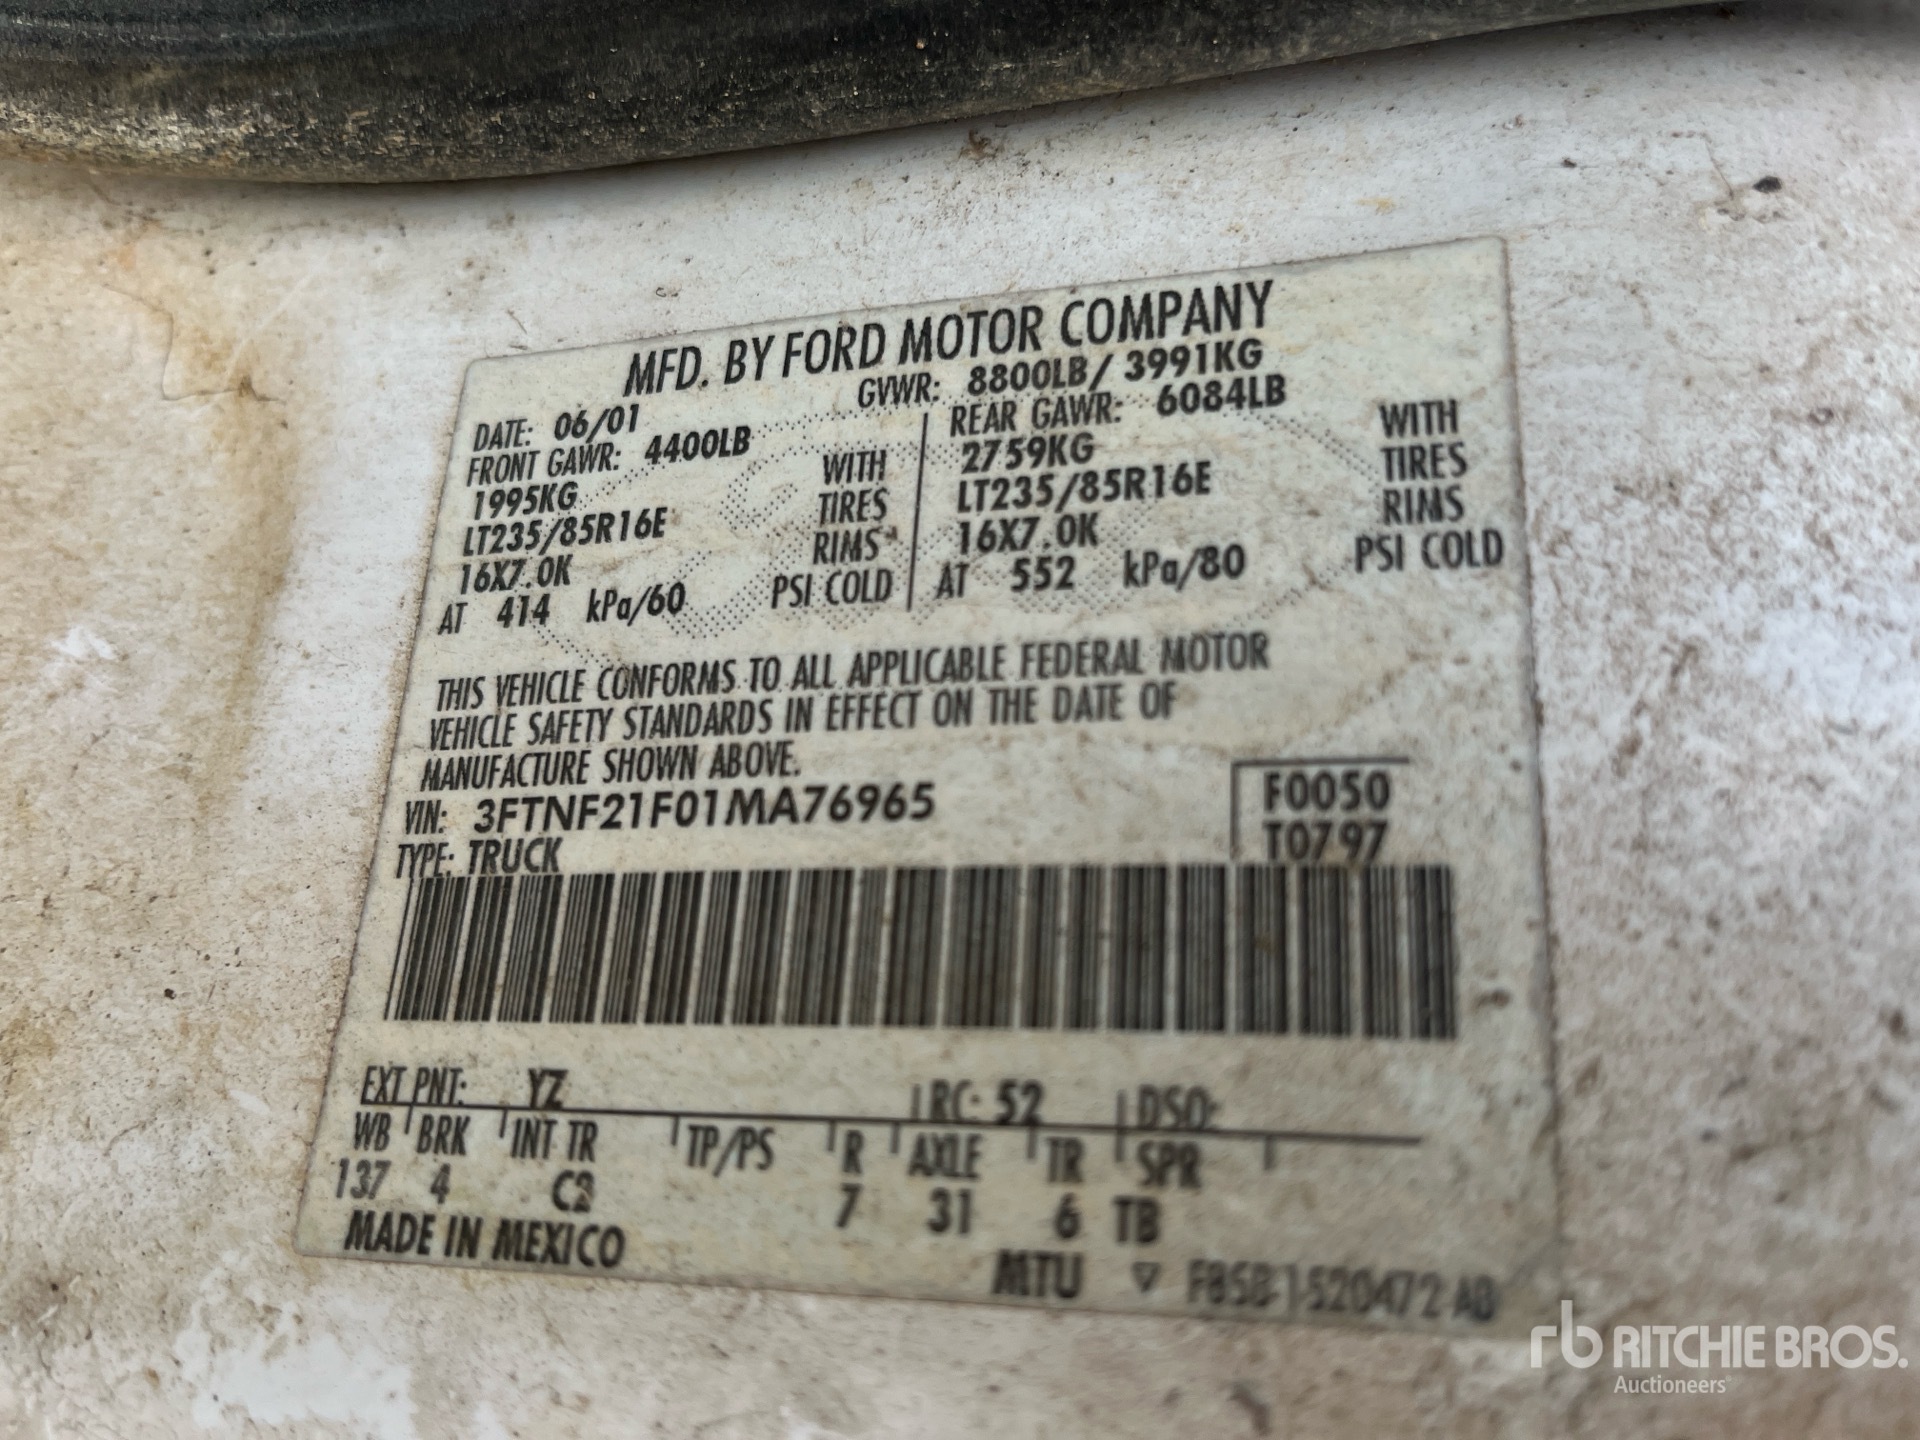 MFD. BY FORD MOTOR COMPANY
DATE: 06/01 GVWR: 8800LB/ 3991KG
FRONT GAWR: 4400LB REAR GAWR: 6084LB
1995KG WITH 2759KG WITH
LT235/85R16E TIRES LT235/85R16E TIRES
16X7.0K RIMS 16X7.0K RIMS
AT 414 kPa/60 PSI COLD AT 552 kPa/80 PSI COLD
THIS VEHICLE CONFORMS TO ALL APPLICABLE FEDERAL MOTOR
VEHICLE SAFETY STANDARDS IN EFFECT ON THE DATE OF
MANUFACTURE SHOWN ABOVE.
VIN: 3FTNF21F01MA76965 F0050
TYPE: TRUCK T0797
EXT PNT: YZ RC: 52 DSO:
WB BRK INT TR TP/PS R AXLE TR SPR
137 4 C2 7 31 6 TB
MADE IN MEXICO
MTU ▽ F85B-1520472-AB
rb RITCHIE BROS.
Auctioneers